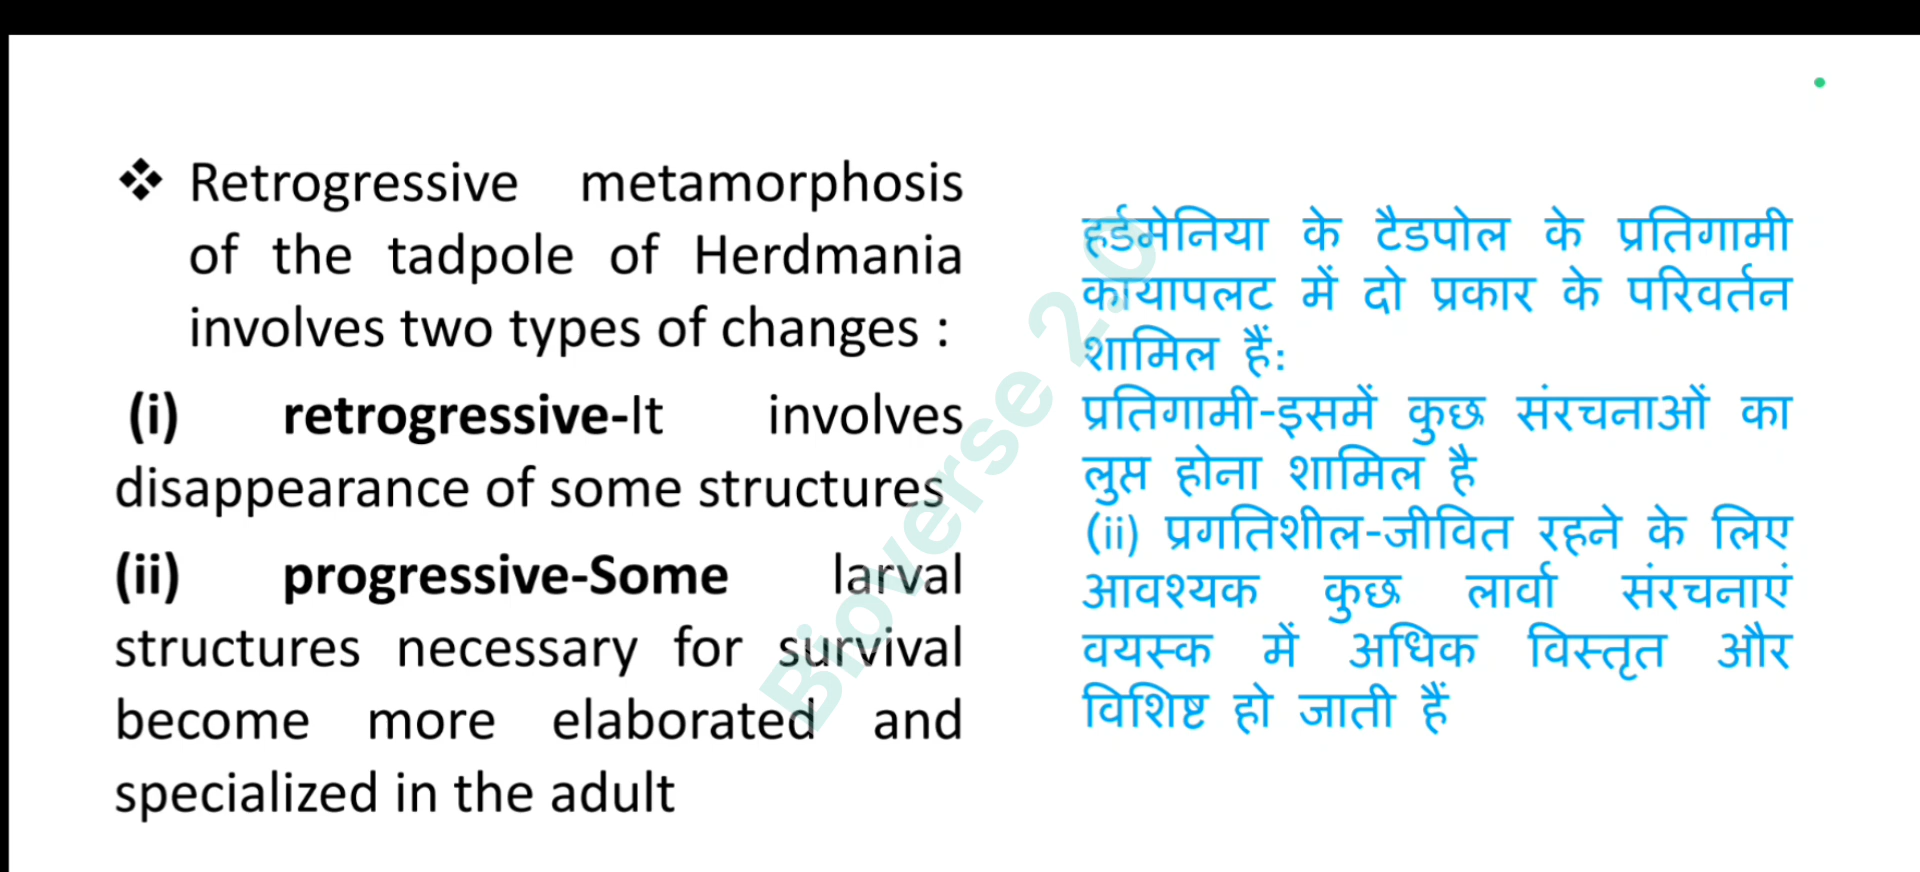 ❖ Retrogressive metamorphosis
of the tadpole of Herdmania
involves two types of changes :
(i) retrogressive-It involves
disappearance of some structures
(ii) progressive-Some larval
structures necessary for survival
become more elaborated and
specialized in the adult
हर्डमेनिया के टैडपोल के प्रतिगामी
कायापलट में दो प्रकार के परिवर्तन
शामिल हैं:
प्रतिगामी-इसमें कुछ संरचनाओं का
लुप्त होना शामिल है
(ii) प्रगतिशील-जीवित रहने के लिए
आवश्यक कुछ लार्वा संरचनाएं
वयस्क में अधिक विस्तृत और
विशिष्ट हो जाती हैं
Bioverse 2.0